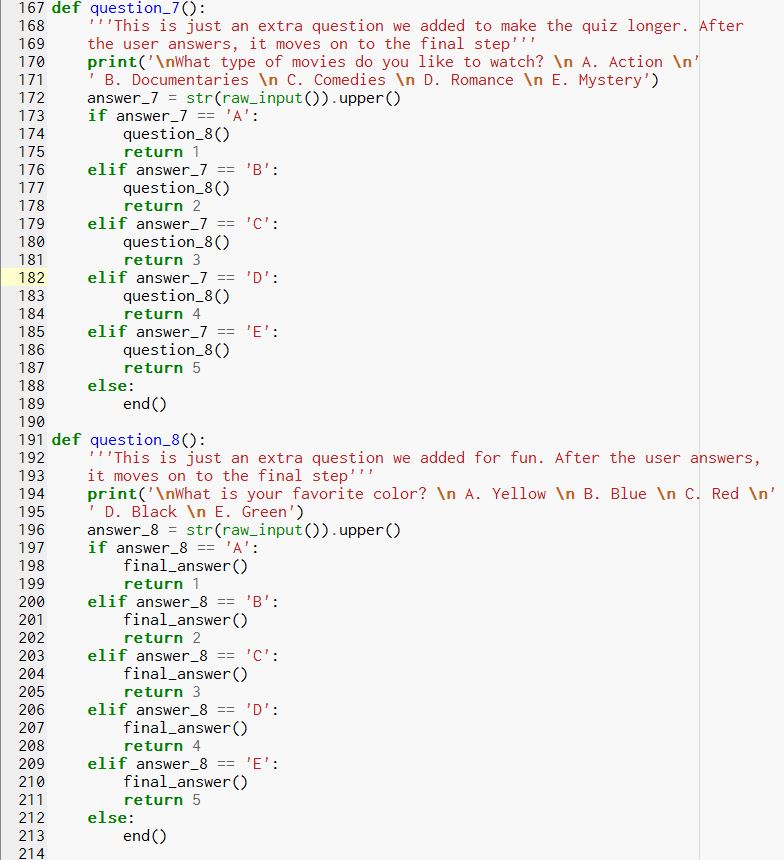 167 def question_7():
168     '''This is just an extra question we added to make the quiz longer. After
169     the user answers, it moves on to the final step'''
170     print('\nWhat type of movies do you like to watch? \n A. Action \n'
171     ' B. Documentaries \n C. Comedies \n D. Romance \n E. Mystery')
172     answer_7 = str(raw_input()).upper()
173     if answer_7 == 'A':
174         question_8()
175         return 1
176     elif answer_7 == 'B':
177         question_8()
178         return 2
179     elif answer_7 == 'C':
180         question_8()
181         return 3
182     elif answer_7 == 'D':
183         question_8()
184         return 4
185     elif answer_7 == 'E':
186         question_8()
187         return 5
188     else:
189         end()
190
191 def question_8():
192     '''This is just an extra question we added for fun. After the user answers,
193     it moves on to the final step'''
194     print('\nWhat is your favorite color? \n A. Yellow \n B. Blue \n C. Red \n'
195     ' D. Black \n E. Green')
196     answer_8 = str(raw_input()).upper()
197     if answer_8 == 'A':
198         final_answer()
199         return 1
200     elif answer_8 == 'B':
201         final_answer()
202         return 2
203     elif answer_8 == 'C':
204         final_answer()
205         return 3
206     elif answer_8 == 'D':
207         final_answer()
208         return 4
209     elif answer_8 == 'E':
210         final_answer()
211         return 5
212     else:
213         end()
214